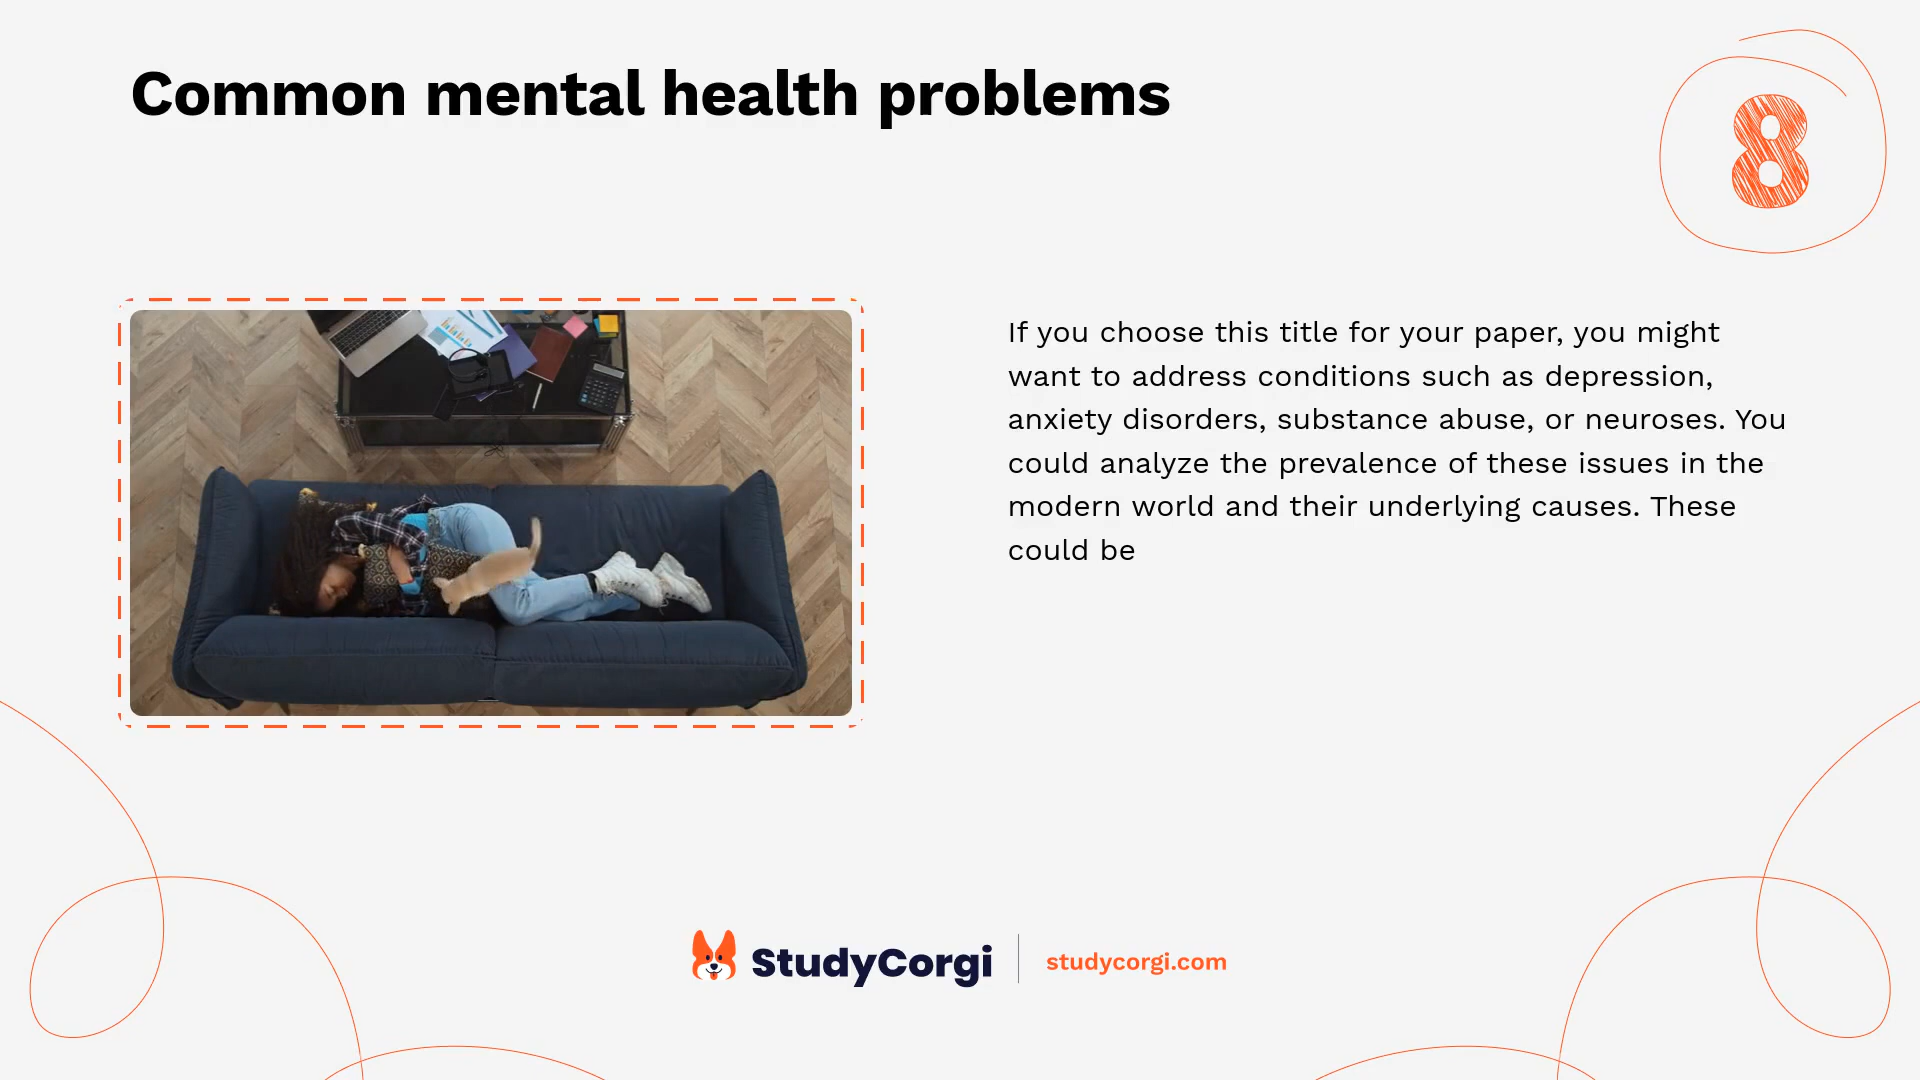 Common mental health problems
8
If you choose this title for your paper, you might
want to address conditions such as depression,
anxiety disorders, substance abuse, or neuroses. You
could analyze the prevalence of these issues in the
modern world and their underlying causes. These
could be
StudyCorgi
studycorgi.com